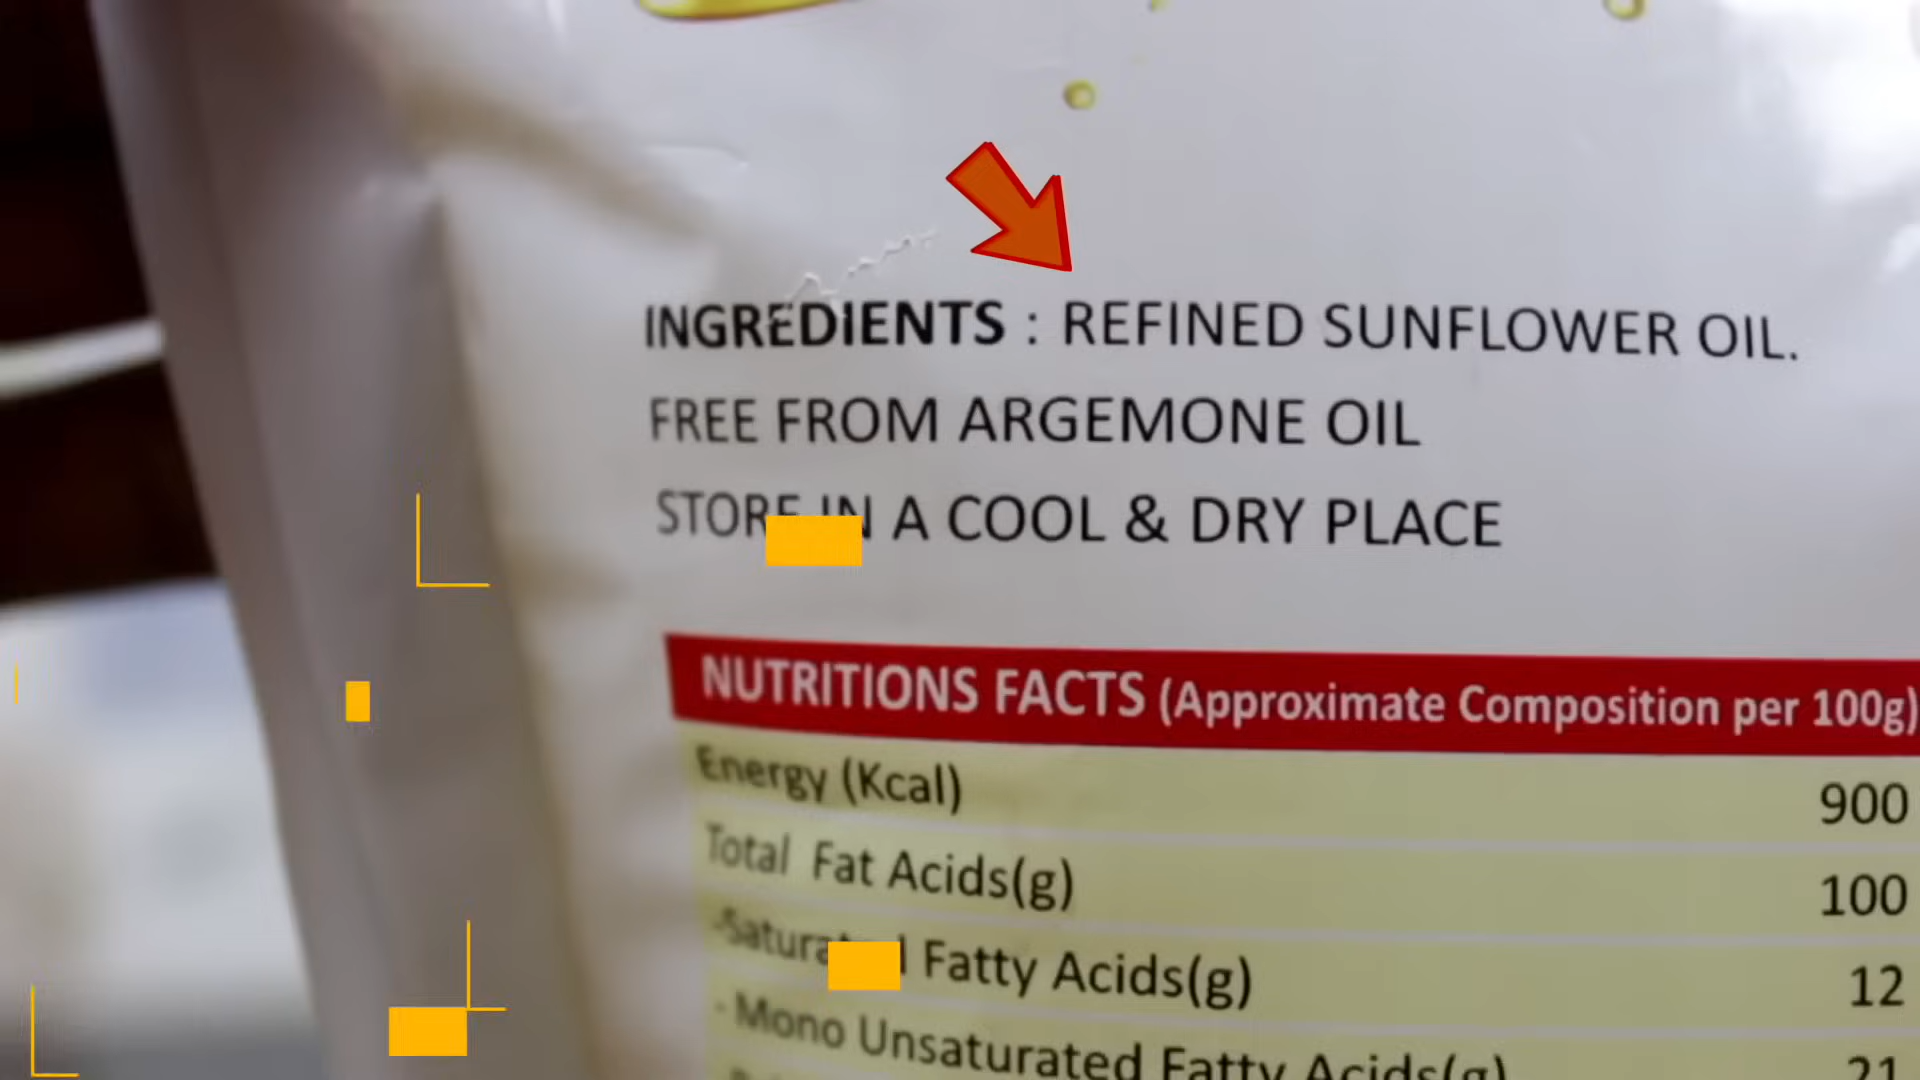 INGREDIENTS : REFINED SUNFLOWER OIL.
FREE FROM ARGEMONE OIL
STORE IN A COOL & DRY PLACE
NUTRITIONS FACTS (Approximate Composition per 100g)
Energy (Kcal) 900
Total Fat Acids(g) 100
-Saturated Fatty Acids(g) 12
- Mono Unsaturated Fatty Acids(g) 21